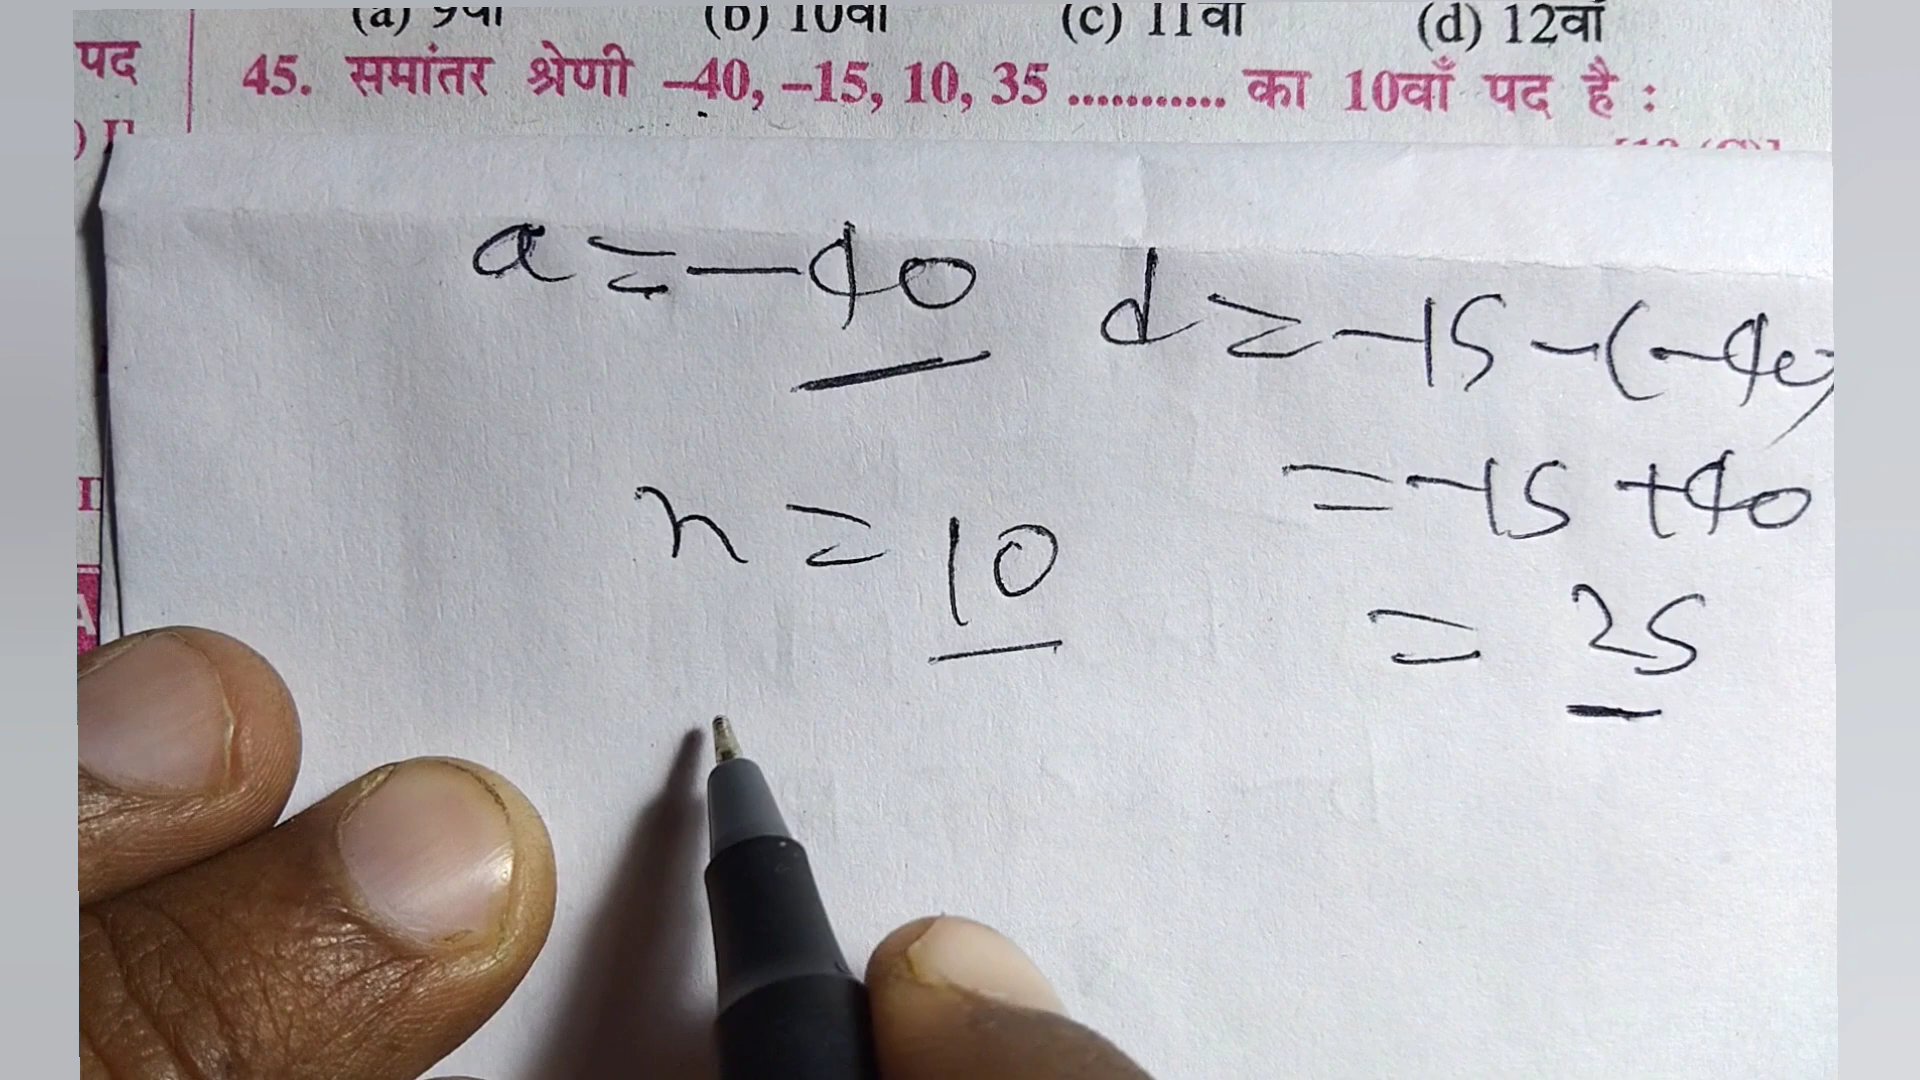 (a) 9वाँ (b) 10वाँ (c) 11वाँ (d) 12वाँ
पद
45. समांतर श्रेणी –40, –15, 10, 35 ........... का 10वाँ पद है :
a = -40 d = -15 -(-40)
= -15 +40
n = 10
= 25